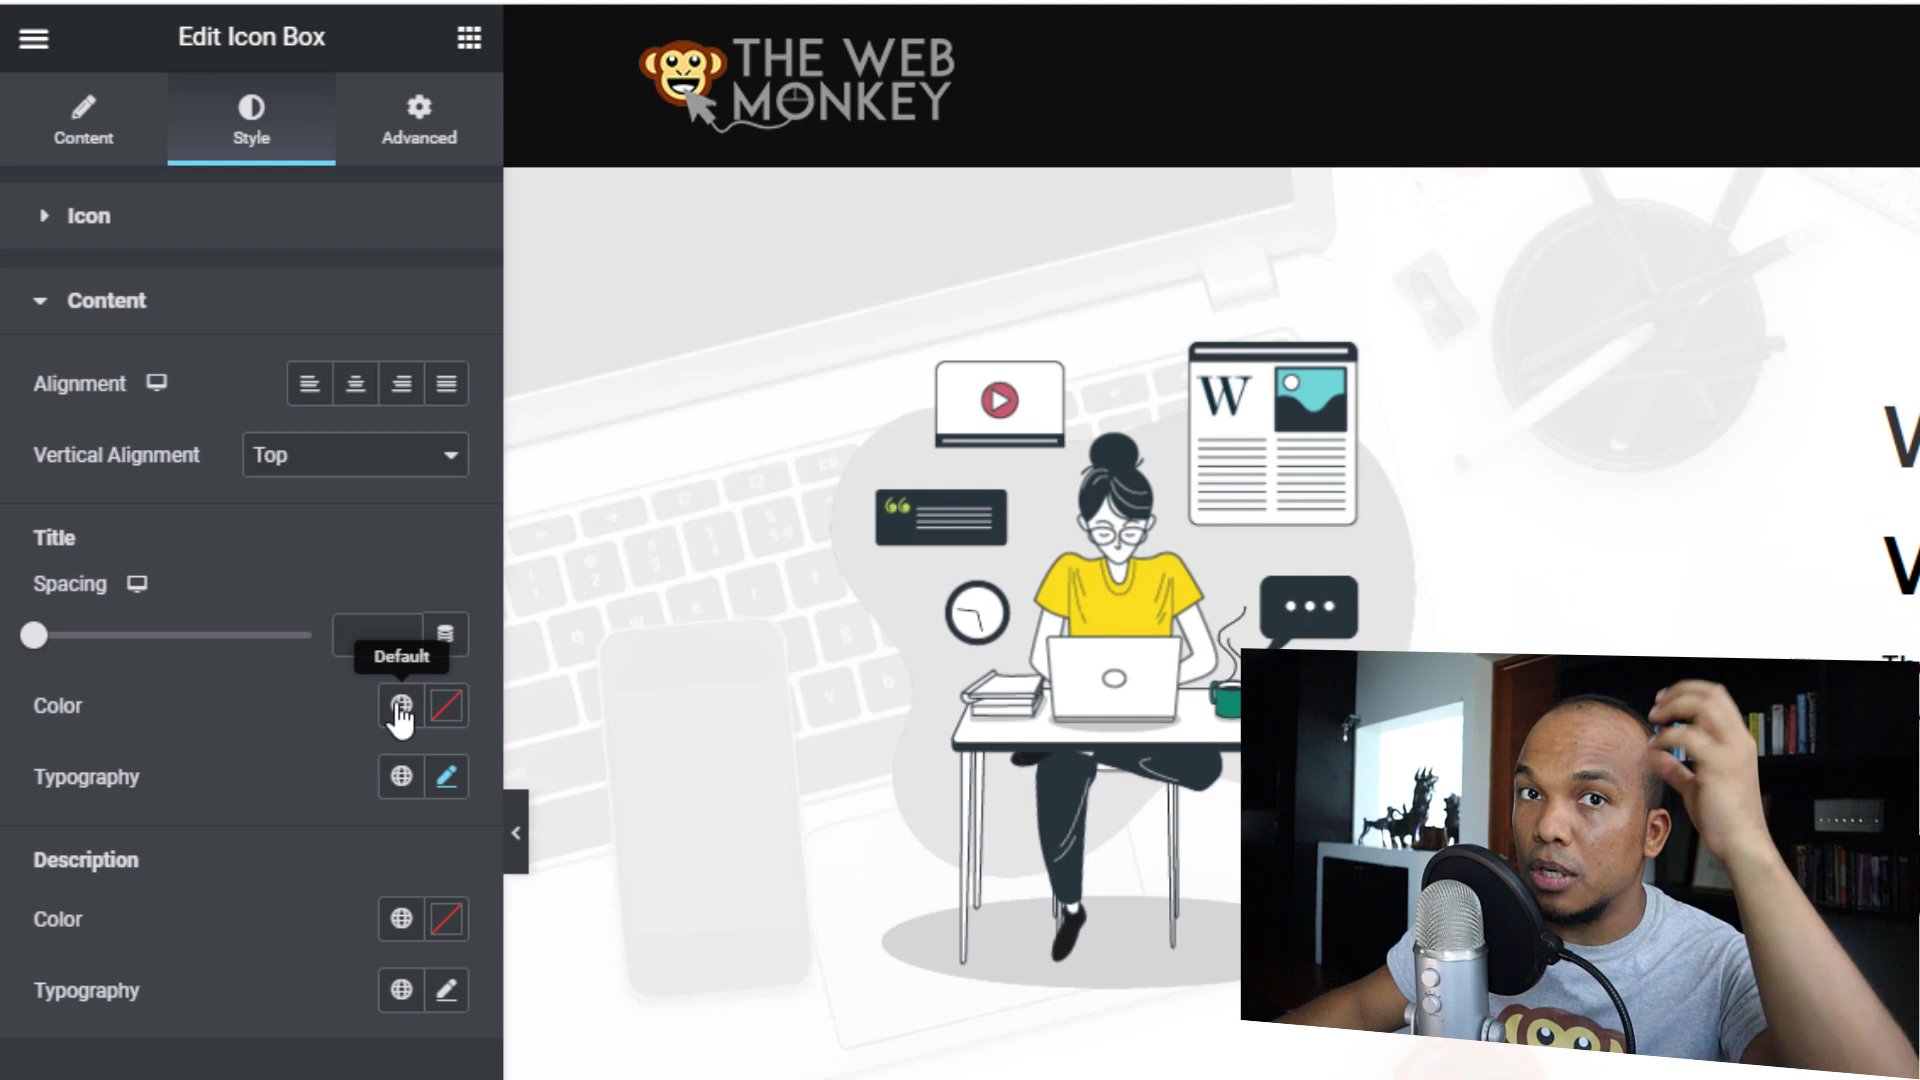 Edit Icon Box
Content
Style
Advanced
Icon
Content
Alignment
Vertical Alignment
Top
Title
Spacing
Default
Color
Typography
Description
Color
Typography
THE WEB
MONKEY
W